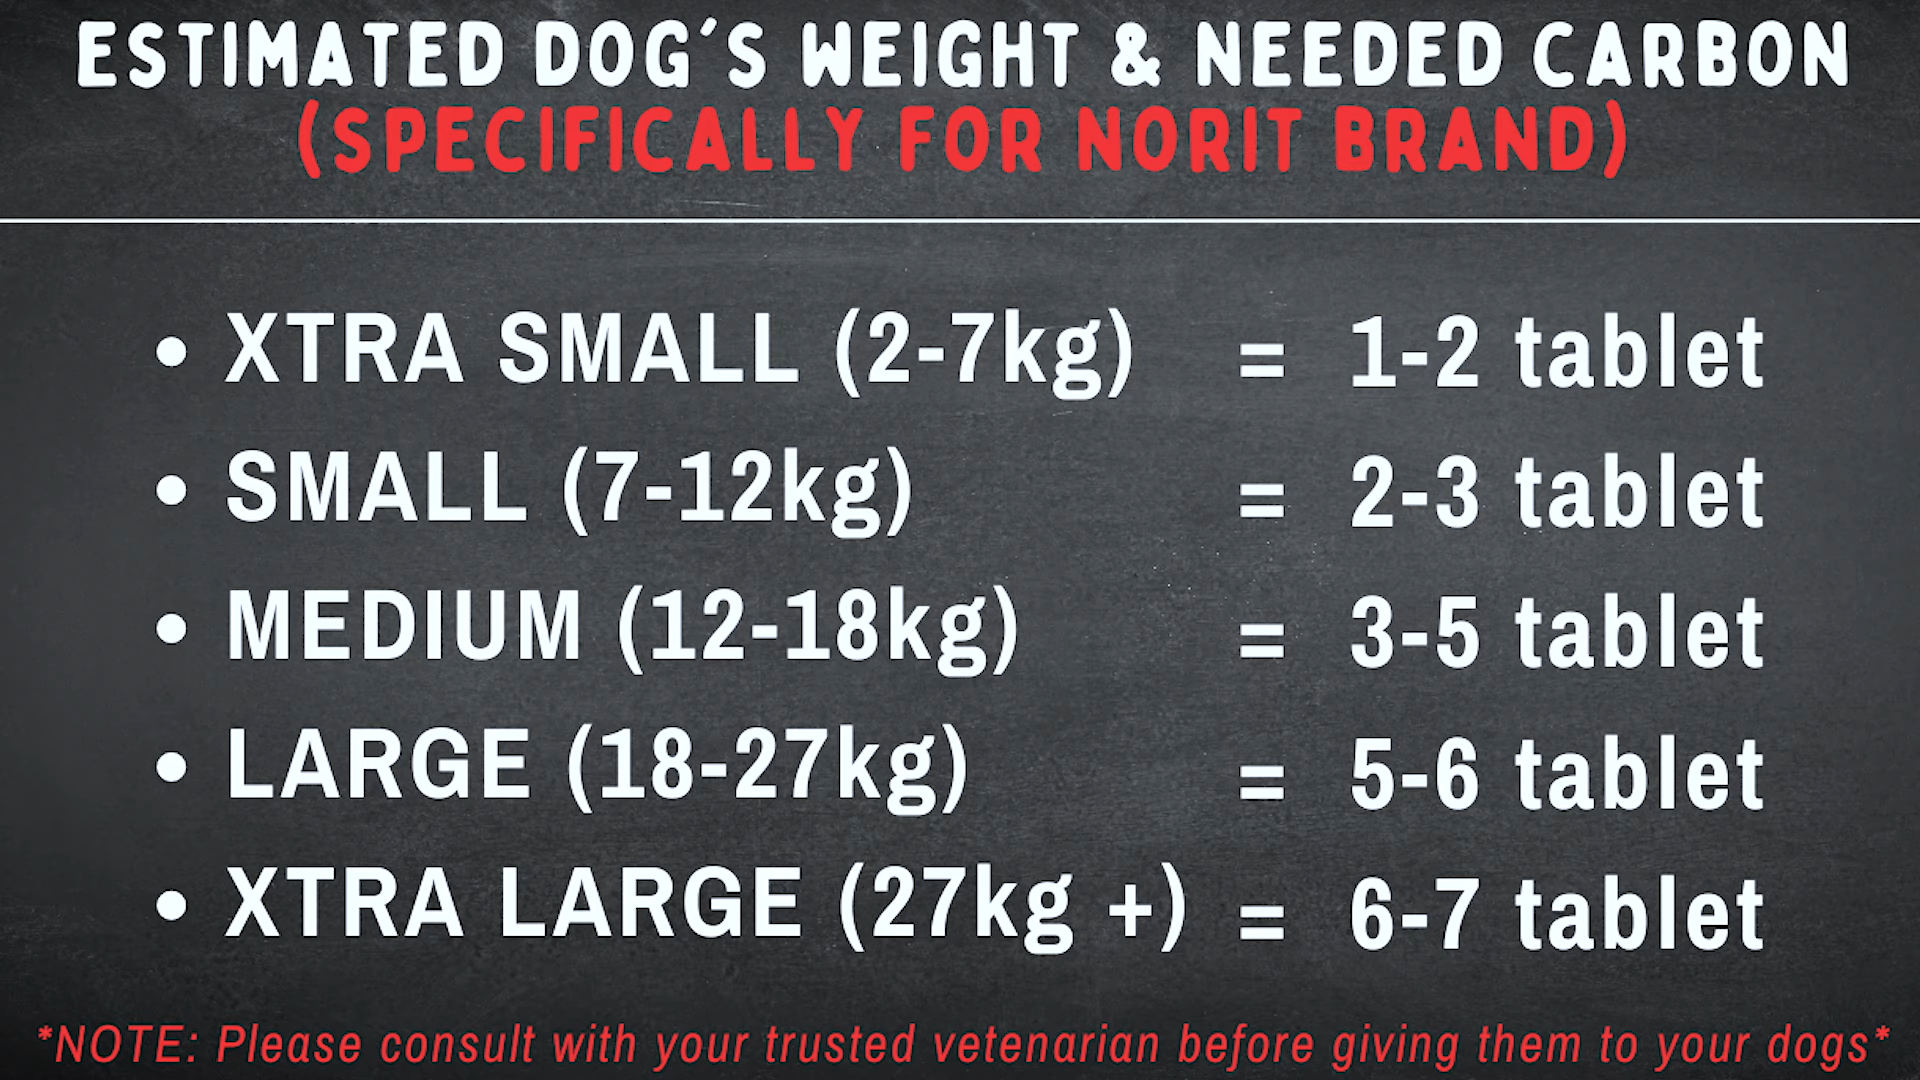 ESTIMATED DOG'S WEIGHT & NEEDED CARBON
(SPECIFICALLY FOR NORIT BRAND)
• XTRA SMALL (2-7kg) = 1-2 tablet
• SMALL (7-12kg) = 2-3 tablet
• MEDIUM (12-18kg) = 3-5 tablet
• LARGE (18-27kg) = 5-6 tablet
• XTRA LARGE (27kg +) = 6-7 tablet
*NOTE: Please consult with your trusted vetenarian before giving them to your dogs*